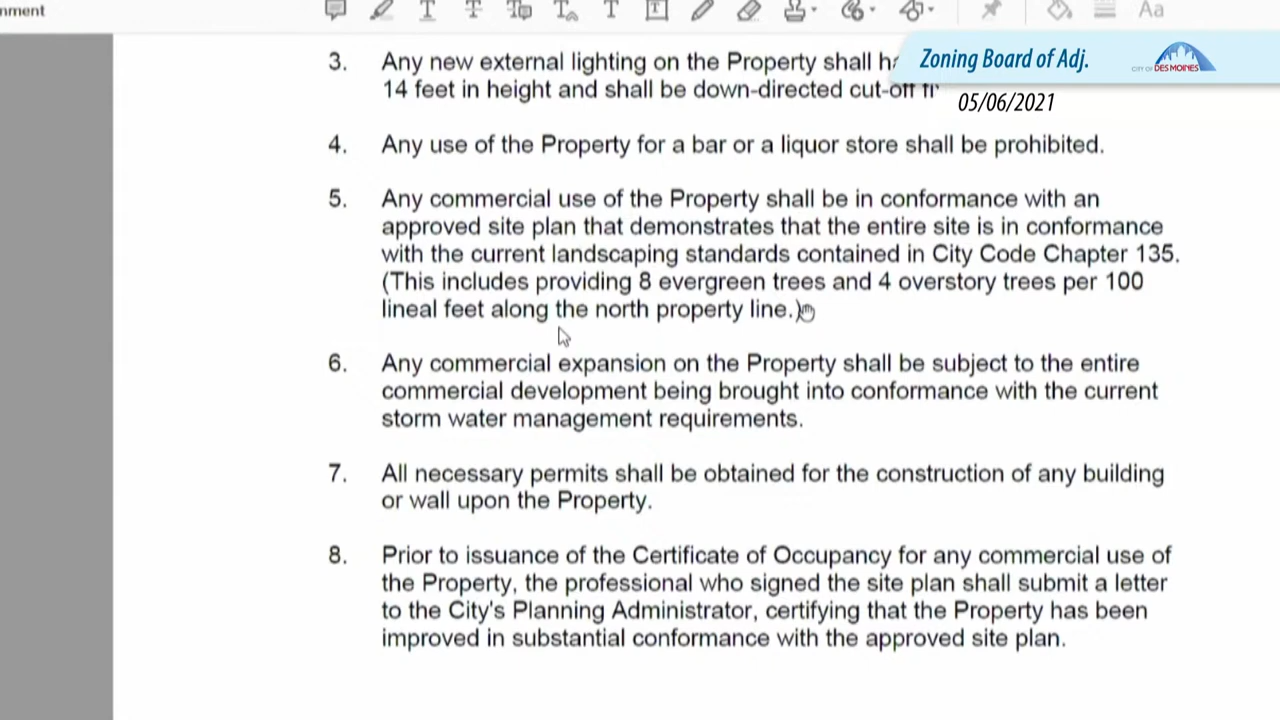 nment
Aa
Zoning Board of Adj.
CITY OF DES MOINES
05/06/2021
3. Any new external lighting on the Property shall
14 feet in height and shall be down-directed cut-off
4. Any use of the Property for a bar or a liquor store shall be prohibited.
5. Any commercial use of the Property shall be in conformance with an
approved site plan that demonstrates that the entire site is in conformance
with the current landscaping standards contained in City Code Chapter 135.
(This includes providing 8 evergreen trees and 4 overstory trees per 100
lineal feet along the north property line.)
6. Any commercial expansion on the Property shall be subject to the entire
commercial development being brought into conformance with the current
storm water management requirements.
7. All necessary permits shall be obtained for the construction of any building
or wall upon the Property.
8. Prior to issuance of the Certificate of Occupancy for any commercial use of
the Property, the professional who signed the site plan shall submit a letter
to the City's Planning Administrator, certifying that the Property has been
improved in substantial conformance with the approved site plan.